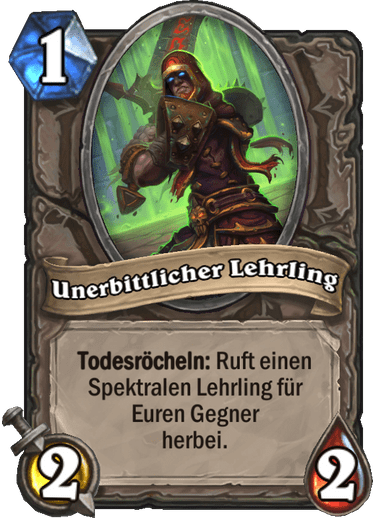 1
Unerbittlicher Lehrling
Todesröcheln: Ruft einen
Spektralen Lehrling für
Euren Gegner
herbei.
2
2